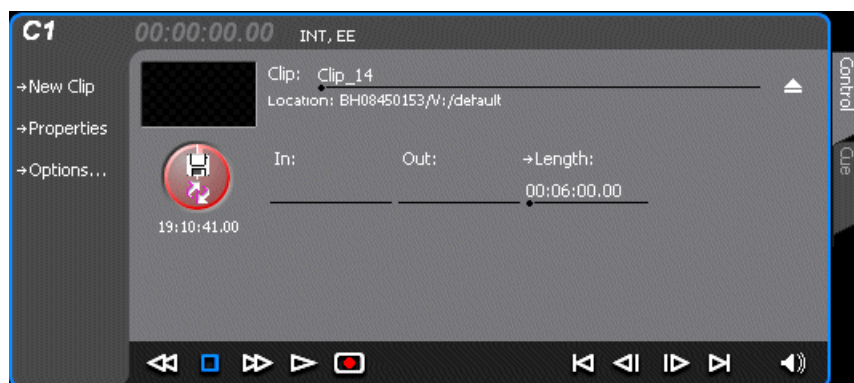 C1
00:00:00.00 INT, EE
→New Clip
→Properties
→Options...
Clip: Clip_14
Location: BH08450153/V:/default
In: Out: →Length:
00:06:00.00
19:10:41.00
Control
Cue